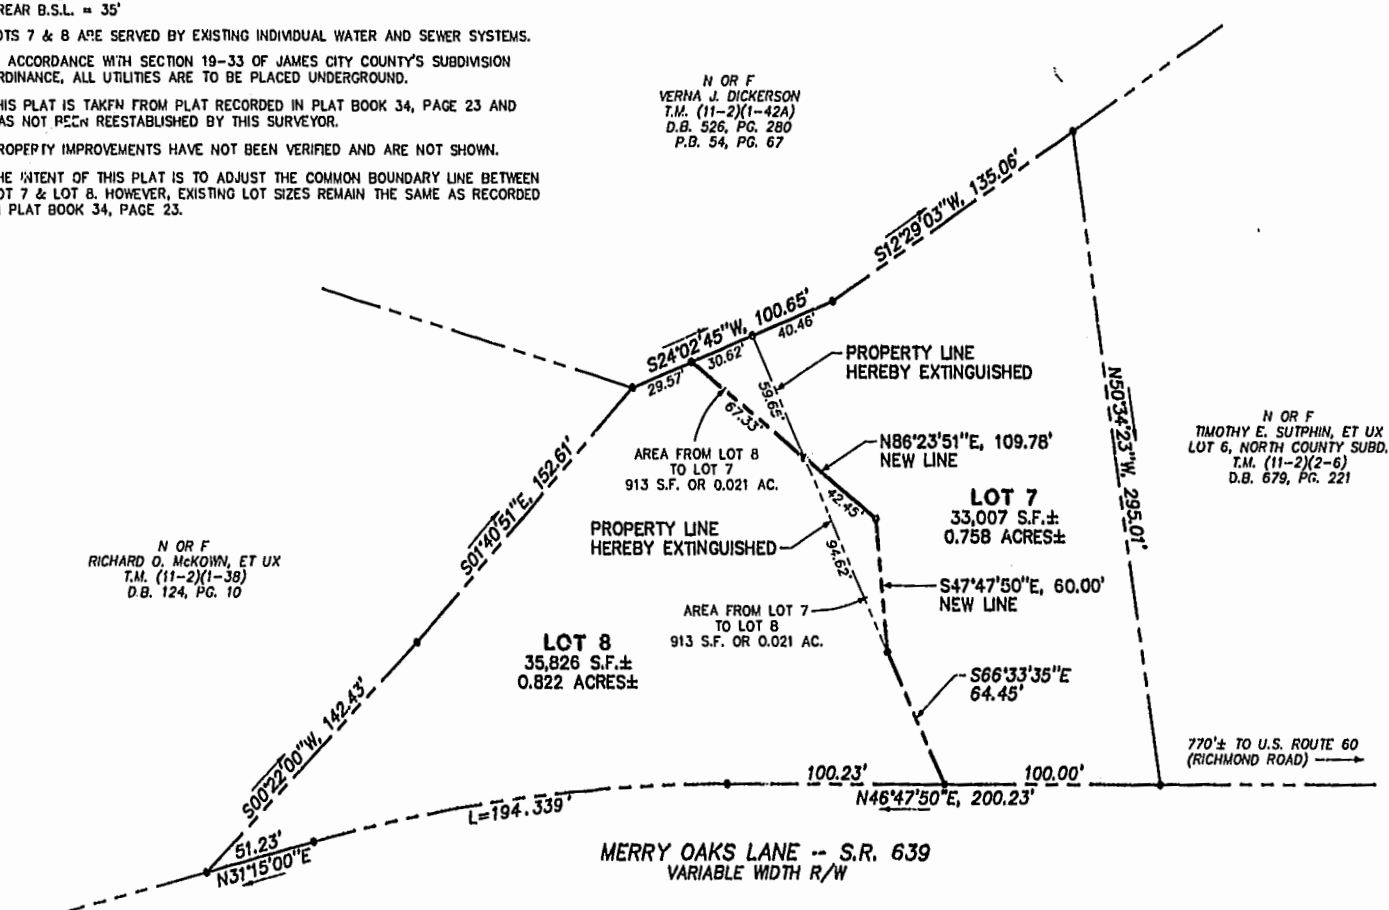 REAR B.S.L. = 35'
OTS 7 & 8 ARE SERVED BY EXISTING INDIVIDUAL WATER AND SEWER SYSTEMS.
ACCORDANCE WITH SECTION 19-33 OF JAMES CITY COUNTY'S SUBDIVISION
RDINANCE, ALL UTILITIES ARE TO BE PLACED UNDERGROUND.
HIS PLAT IS TAKEN FROM PLAT RECORDED IN PLAT BOOK 34, PAGE 23 AND
AS NOT BEEN REESTABLISHED BY THIS SURVEYOR.
ROPERTY IMPROVEMENTS HAVE NOT BEEN VERIFIED AND ARE NOT SHOWN.
HE INTENT OF THIS PLAT IS TO ADJUST THE COMMON BOUNDARY LINE BETWEEN
OT 7 & LOT 8. HOWEVER, EXISTING LOT SIZES REMAIN THE SAME AS RECORDED
PLAT BOOK 34, PAGE 23.
N OR F
VERNA J. DICKERSON
T.M. (11-2)(1-42A)
D.B. 526, PG. 280
P.B. 54, PG. 67
S12°29'03"W, 135.06'
S24°02'45"W, 100.65'
29.57'
30.62'
40.46'
PROPERTY LINE
HEREBY EXTINGUISHED
59.65'
67.33'
AREA FROM LOT 8
TO LOT 7
913 S.F. OR 0.021 AC.
N86°23'51"E, 109.78'
NEW LINE
42.45'
LOT 7
33,007 S.F.±
0.758 ACRES±
N50°34'23"W, 295.01'
N OR F
TIMOTHY E. SUTPHIN, ET UX
LOT 6, NORTH COUNTY SUBD.
T.M. (11-2)(2-6)
D.B. 679, PG. 221
S01°40'51"E, 152.61'
N OR F
RICHARD O. McKOWN, ET UX
T.M. (11-2)(1-38)
D.B. 124, PG. 10
PROPERTY LINE
HEREBY EXTINGUISHED
94.62'
S47°47'50"E, 60.00'
NEW LINE
AREA FROM LOT 7
TO LOT 8
913 S.F. OR 0.021 AC.
LOT 8
35,826 S.F.±
0.822 ACRES±
S66°33'35"E
64.45'
S00°22'00"W, 142.43'
770'± TO U.S. ROUTE 60
(RICHMOND ROAD)
100.23'
100.00'
N46°47'50"E, 200.23'
L=194.339'
51.23'
N31°15'00"E
MERRY OAKS LANE -- S.R. 639
VARIABLE WIDTH R/W